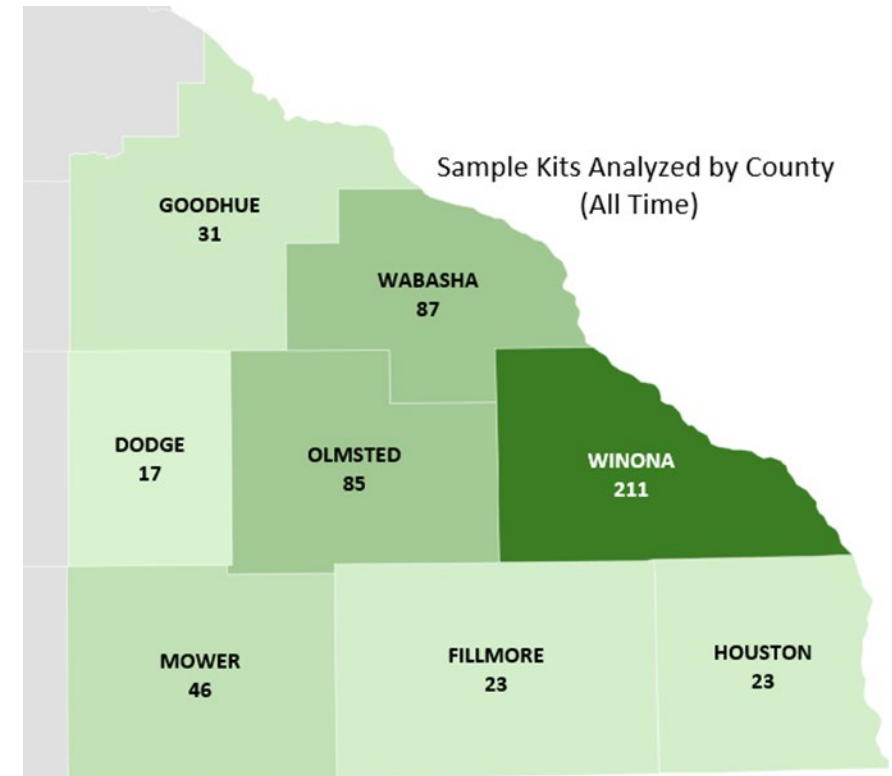 Sample Kits Analyzed by County
(All Time)
GOODHUE
31
WABASHA
87
DODGE
17
OLMSTED
85
WINONA
211
MOWER
46
FILLMORE
23
HOUSTON
23